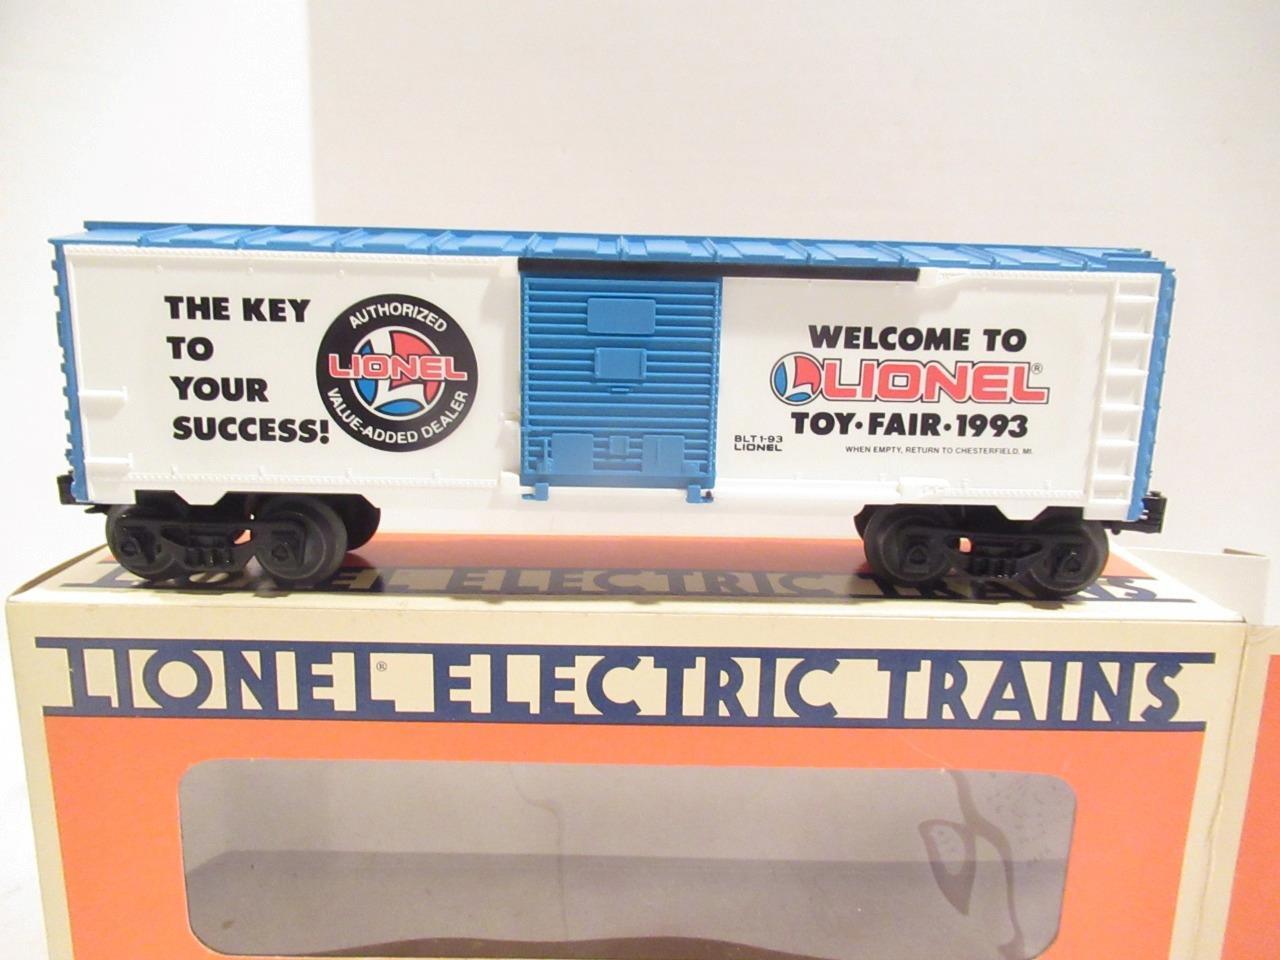 THE KEY
TO
YOUR
SUCCESS!
AUTHORIZED
LIONEL
VALUE-ADDED DEALER
WELCOME TO
LIONEL®
TOY•FAIR•1993
BLT 1-93
LIONEL
WHEN EMPTY, RETURN TO CHESTERFIELD, MI.
LIONEL ELECTRIC TRAINS
LIONEL® ELECTRIC TRAINS